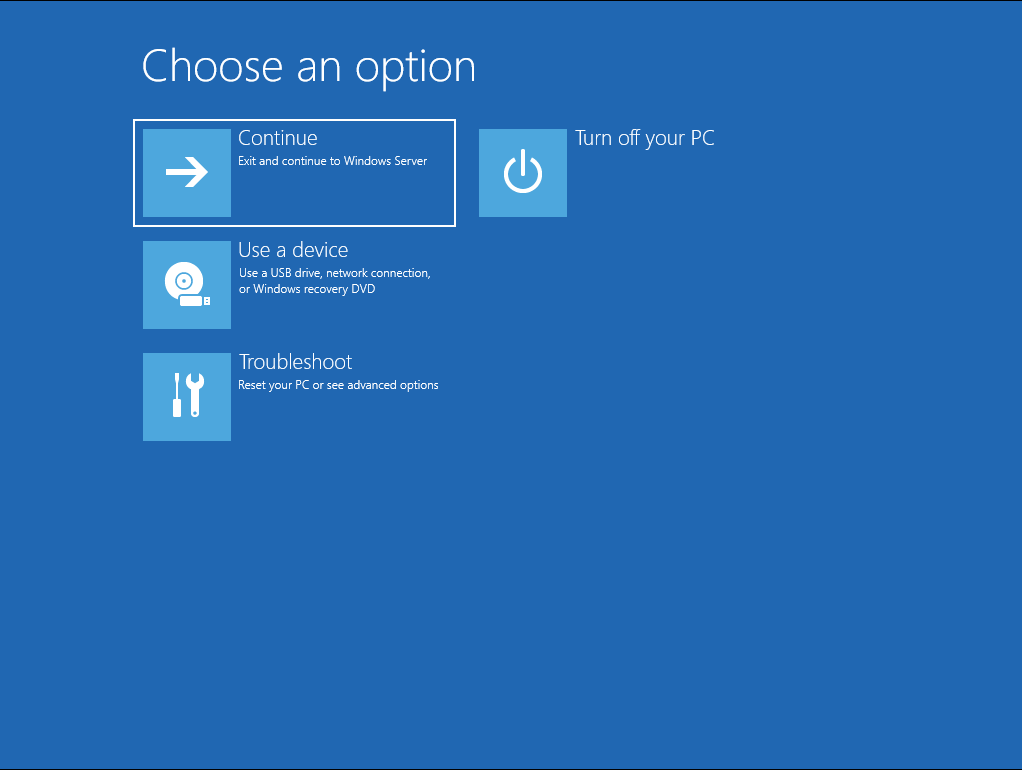 Choose an option
Continue
Exit and continue to Windows Server
Turn off your PC
Use a device
Use a USB drive, network connection,
or Windows recovery DVD
Troubleshoot
Reset your PC or see advanced options